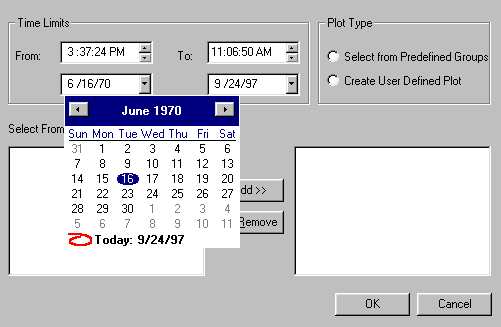 Time Limits
Plot Type
From: 3 :37:24 PM To: 11:06:50 AM
Select from Predefined Groups
6 /16/70 9 /24/97
Create User Defined Plot
June 1970
Select From
Sun Mon Tue Wed Thu Fri Sat
31 1 2 3 4 5 6
7 8 9 10 11 12 13
14 15 16 17 18 19 20
21 22 23 24 25 26 27
28 29 30 1 2 3 4
5 6 7 8 9 10 11
Today: 9/24/97
dd >>
Remove
OK Cancel